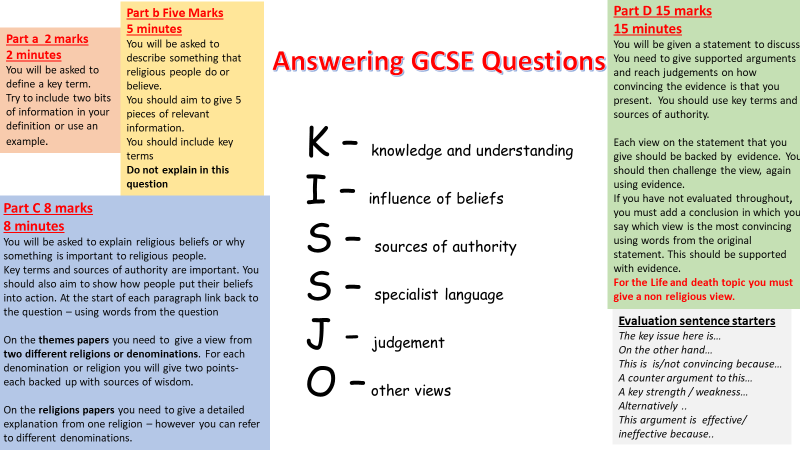 Part a  2 marks
2 minutes
You will be asked to
define a key term.
Try to include two bits
of information in your
definition or use an
example.
Part b Five Marks
5 minutes
You will be asked to
describe something that
religious people do or
believe.
You should aim to give 5
pieces of relevant
information.
You should include key
terms
Do not explain in this
question
Part C 8 marks
8 minutes
You will be asked to explain religious beliefs or why
something is important to religious people.
Key terms and sources of authority are important. You
should also aim to show how people put their beliefs
into action. At the start of each paragraph link back to
the question – using words from the question
On the themes papers you need to  give a view from
two different religions or denominations. For each
denomination or religion you will give two points-
each backed up with sources of wisdom.
On the religions papers you need to give a detailed
explanation from one religion – however you can refer
to different denominations.
Answering GCSE Questions
K – knowledge and understanding
I – influence of beliefs
S – sources of authority
S – specialist language
J – judgement
O – other views
Part D 15 marks
15 minutes
You will be given a statement to discuss
You need to give supported arguments
and reach judgements on how
convincing the evidence is that you
present.  You should use key terms and
sources of authority.
Each view on the statement that you
give should be backed by  evidence. You
should then challenge the view, again
using evidence.
If you have not evaluated throughout,
you must add a conclusion in which you
say which view is the most convincing
using words from the original
statement. This should be supported
with evidence.
For the Life and death topic you must
give a non religious view.
Evaluation sentence starters
The key issue here is…
On the other hand…
This is  is/not convincing because…
A counter argument to this…
A key strength / weakness…
Alternatively ..
This argument is  effective/
ineffective because..